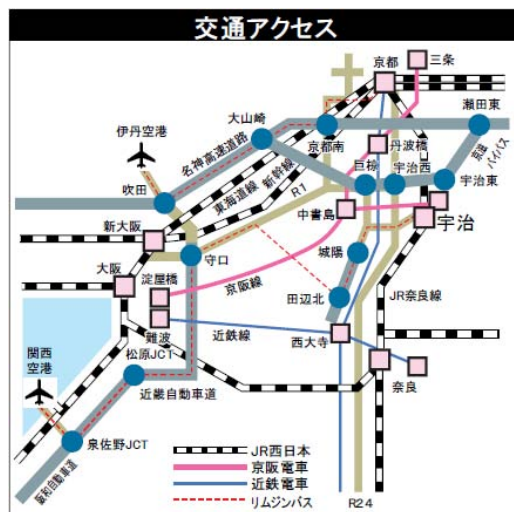 交通アクセス
京都
三条
瀬田東
大山崎
伊丹空港
名神高速道路
京都南
丹波橋
京滋バイパス
東海道線
新幹線
巨椋
宇治西
宇治東
吹田
R1
中書島
宇治
新大阪
守口
城陽
大阪
淀屋橋
京阪線
田辺北
JR奈良線
難波
近鉄線
西大寺
関西
空港
松原JCT
近畿自動車道
奈良
泉佐野JCT
阪和自動車道
JR西日本
京阪電車
近鉄電車
リムジンバス
R24